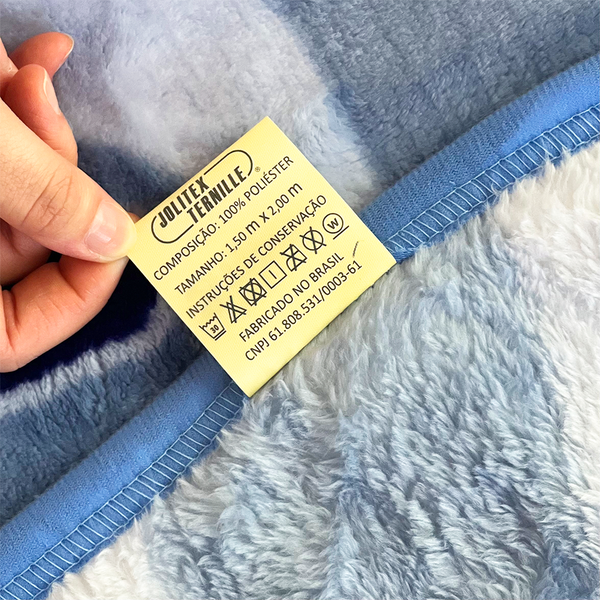 JOLITEX
TERNILLE®
COMPOSIÇÃO: 100% POLIÉSTER
TAMANHO: 1,50 m X 2,00 m
INSTRUÇÕES DE CONSERVAÇÃO
30 1 W
FABRICADO NO BRASIL
CNPJ 61.808.531/0003-61